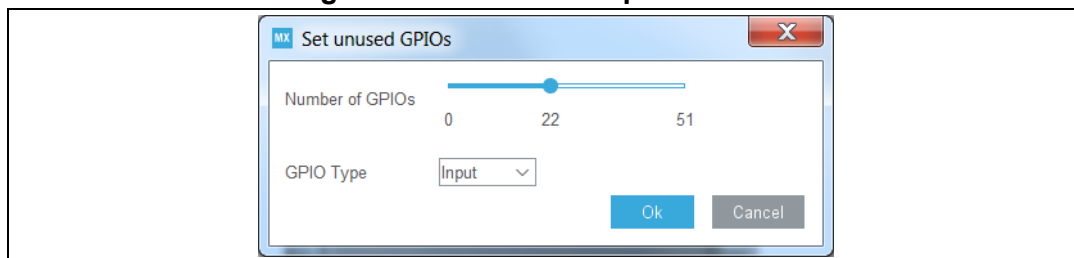 MX Set unused GPIOs X
Number of GPIOs
0 22 51
GPIO Type Input
Ok Cancel